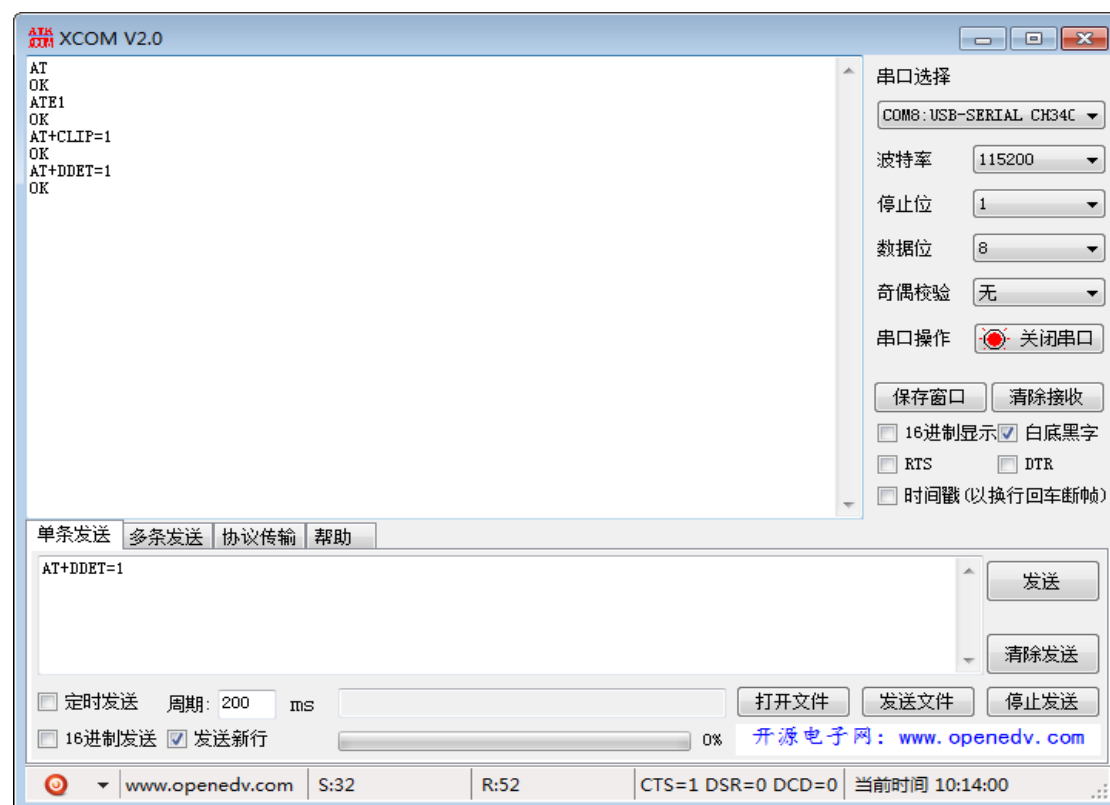 ATK COM XCOM V2.0
AT
OK
ATE1
OK
AT+CLIP=1
OK
AT+DDET=1
OK
串口选择
COM8:USB-SERIAL CH34C
波特率 115200
停止位 1
数据位 8
奇偶校验 无
串口操作 关闭串口
保存窗口 清除接收
16进制显示 白底黑字
RTS DTR
时间戳(以换行回车断帧)
单条发送 多条发送 协议传输 帮助
AT+DDET=1
发送
清除发送
定时发送 周期: 200 ms 打开文件 发送文件 停止发送
16进制发送 发送新行 0% 开源电子网: www.openedv.com
www.openedv.com S:32 R:52 CTS=1 DSR=0 DCD=0 当前时间 10:14:00